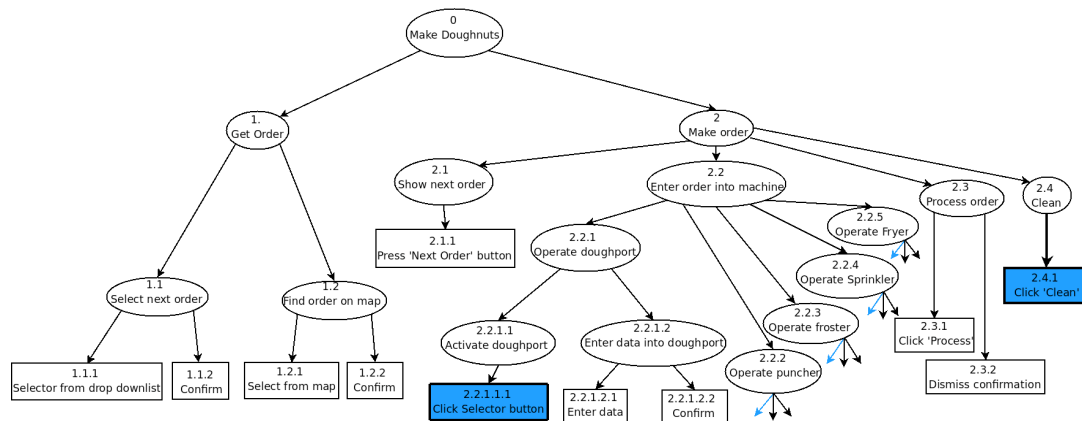 0
Make Doughnuts
1.
Get Order
2
Make order
2.1
Show next order
2.2
Enter order into machine
2.3
Process order
2.4
Clean
2.1.1
Press 'Next Order' button
2.2.1
Operate doughport
2.2.5
Operate Fryer
2.2.4
Operate Sprinkler
2.4.1
Click 'Clean'
1.1
Select next order
1.2
Find order on map
2.2.1.1
Activate doughport
2.2.1.2
Enter data into doughport
2.2.3
Operate froster
2.3.1
Click 'Process'
2.2.2
Operate puncher
1.1.1
Selector from drop downlist
1.1.2
Confirm
1.2.1
Select from map
1.2.2
Confirm
2.3.2
Dismiss confirmation
2.2.1.1.1
Click Selector button
2.2.1.2.1
Enter data
2.2.1.2.2
Confirm